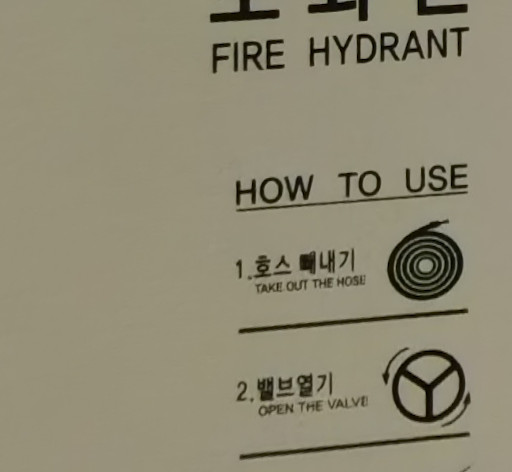 FIRE HYDRANT
HOW TO USE
1.호스 빼내기
TAKE OUT THE HOSE
2.밸브열기
OPEN THE VALVE